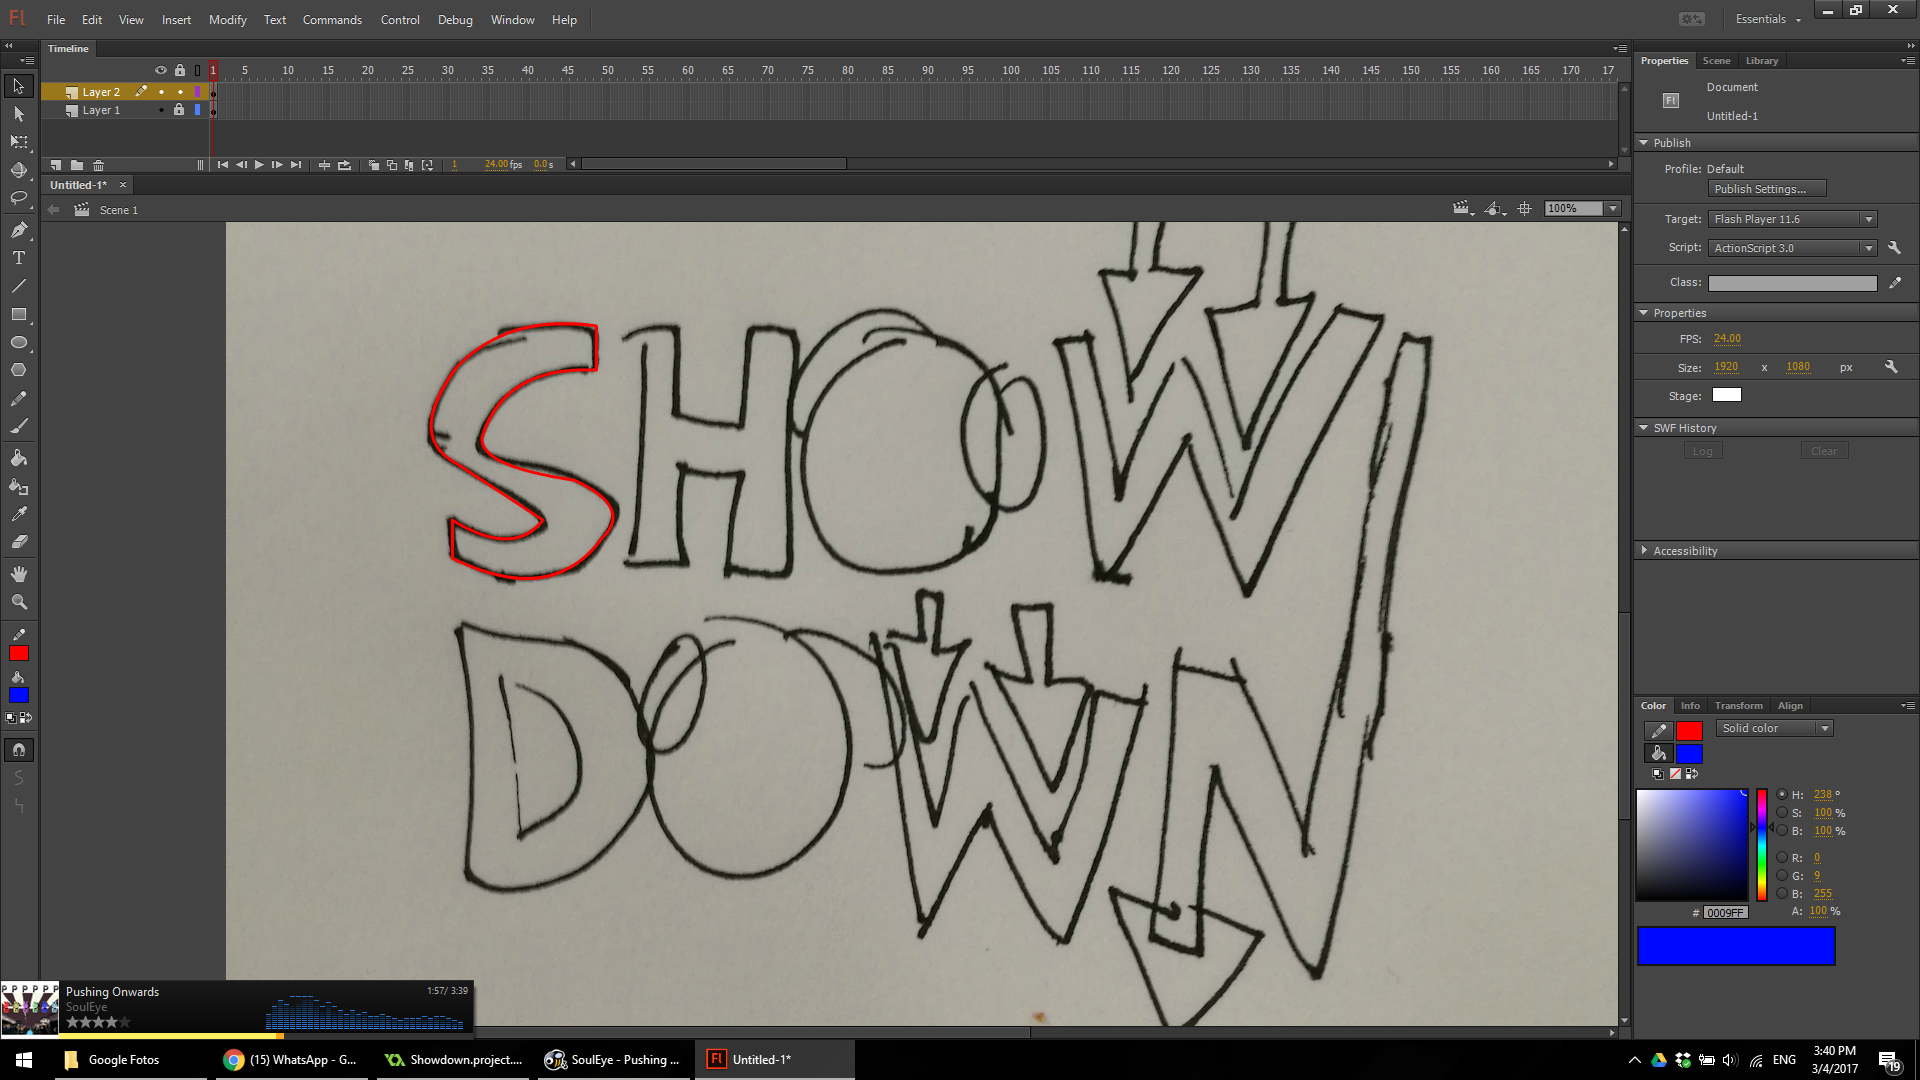 Fl File Edit View Insert Modify Text Commands Control Debug Window Help Essentials
Timeline
1 5 10 15 20 25 30 35 40 45 50 55 60 65 70 75 80 85 90 95 100 105 110 115 120 125 130 135 140 145 150 155 160 165 170 17
Layer 2
Layer 1
1 24.00 fps 0.0 s
Untitled-1* ×
Scene 1 100%
SHOW
DOWN
Properties Scene Library
Fl Document
Untitled-1
Publish
Profile: Default
Publish Settings...
Target: Flash Player 11.6
Script: ActionScript 3.0
Class:
Properties
FPS: 24.00
Size: 1920 x 1080 px
Stage:
SWF History
Log Clear
Accessibility
Color Info Transform Align
Solid color
H: 238 °
S: 100 %
B: 100 %
R: 0
G: 9
B: 255
# 0009FF A: 100 %
Pushing Onwards 1:57/ 3:39
SoulEye
Google Fotos (15) WhatsApp - G... Showdown.project.... SoulEye - Pushing ... Fl Untitled-1*
ENG 3:40 PM
3/4/2017 19